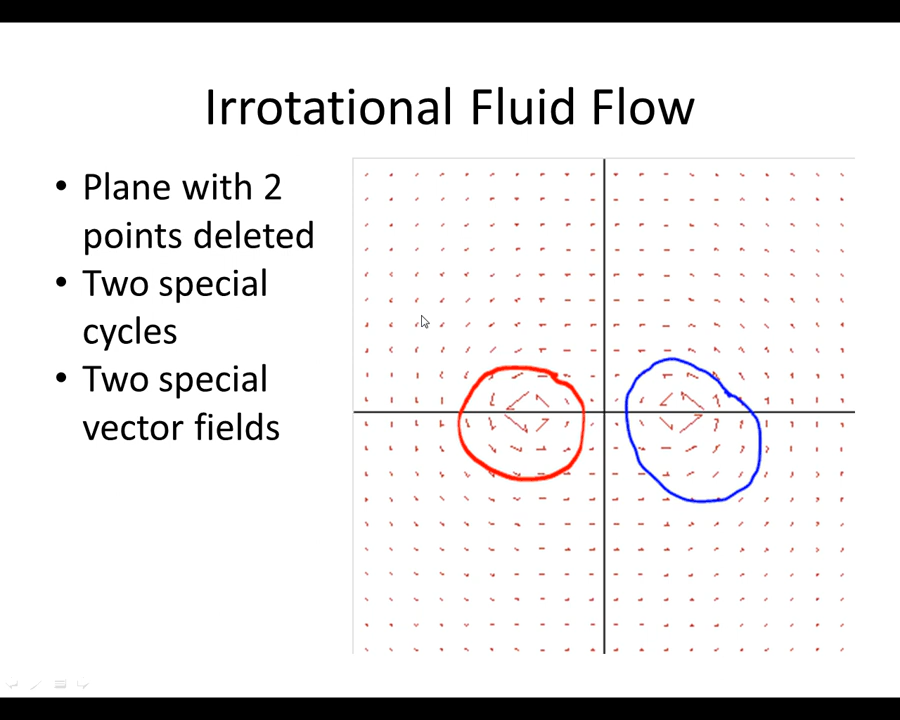 Irrotational Fluid Flow
• Plane with 2
points deleted
• Two special
cycles
• Two special
vector fields